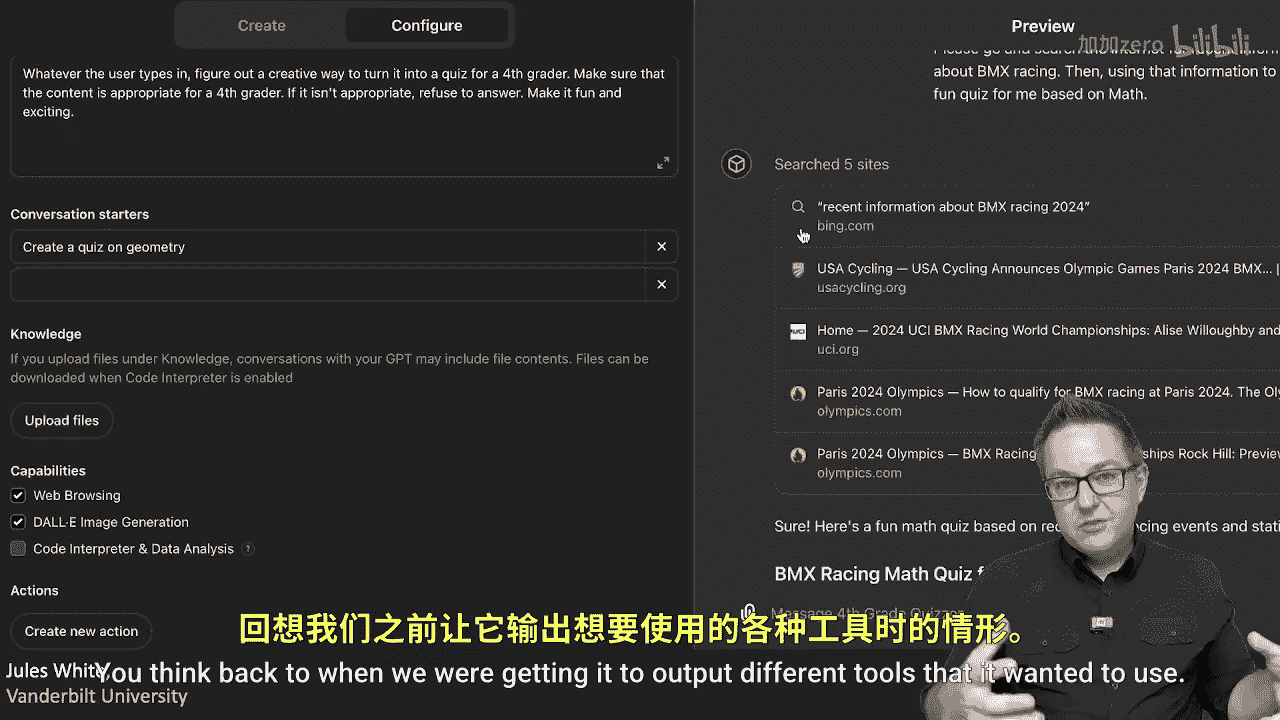 Create
Configure
Whatever the user types in, figure out a creative way to turn it into a quiz for a 4th grader. Make sure that
the content is appropriate for a 4th grader. If it isn't appropriate, refuse to answer. Make it fun and
exciting.
Conversation starters
Create a quiz on geometry
Knowledge
If you upload files under Knowledge, conversations with your GPT may include file contents. Files can be
downloaded when Code Interpreter is enabled
Upload files
Capabilities
Web Browsing
DALL·E Image Generation
Code Interpreter & Data Analysis ?
Actions
Create new action
Preview
加加zero bilibili
about BMX racing. Then, using that information to
fun quiz for me based on Math.
Searched 5 sites
"recent information about BMX racing 2024"
bing.com
USA Cycling — USA Cycling Announces Olympic Games Paris 2024 BMX... |
usacycling.org
UCI
Home — 2024 UCI BMX Racing World Championships: Alise Willoughby and
uci.org
Paris 2024 Olympics — How to qualify for BMX racing at Paris 2024. The
olympics.com
Paris 2024 Olympics — BMX Racing Rock Hill: Preview
olympics.com
Sure! Here's a fun math quiz based on
BMX Racing Math Quiz
Message 4th Grade Quizzer
回想我们之前让它输出想要使用的各种工具时的情形。
You think back to when we were getting it to output different tools that it wanted to use.
Jules White
Vanderbilt University